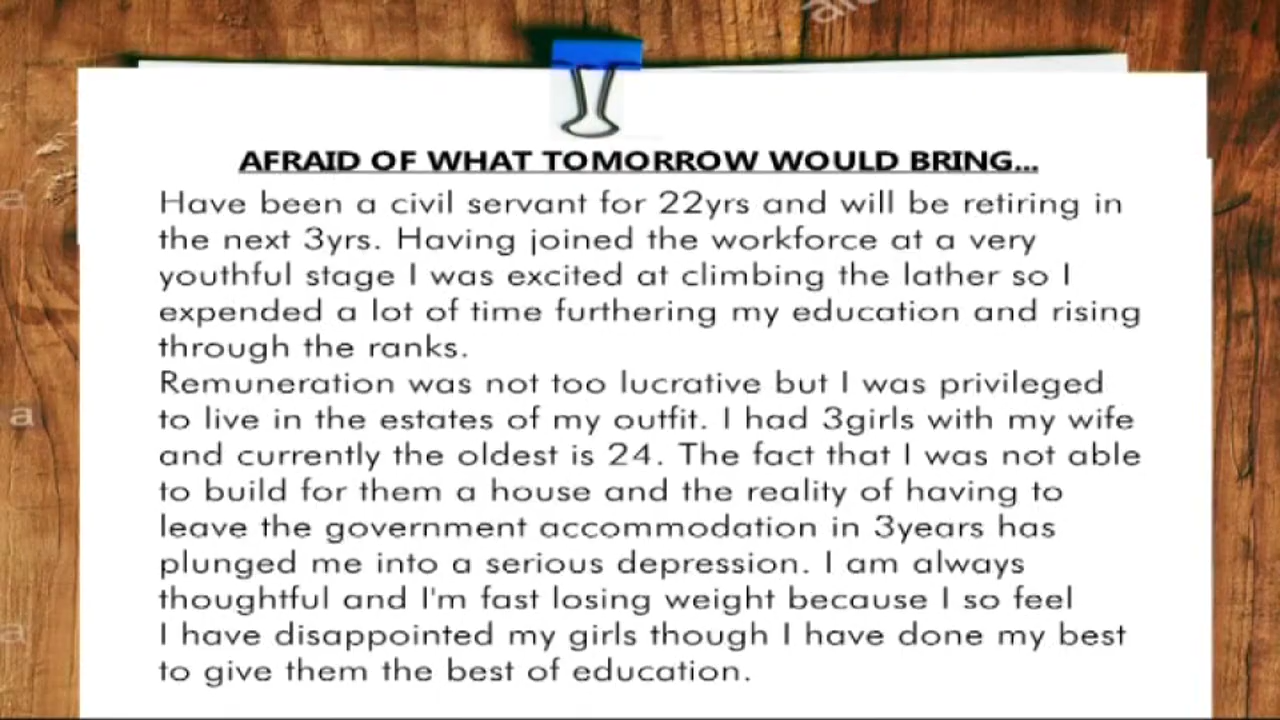 AFRAID OF WHAT TOMORROW WOULD BRING...
Have been a civil servant for 22yrs and will be retiring in
the next 3yrs. Having joined the workforce at a very
youthful stage I was excited at climbing the lather so I
expended a lot of time furthering my education and rising
through the ranks.
Remuneration was not too lucrative but I was privileged
to live in the estates of my outfit. I had 3girls with my wife
and currently the oldest is 24. The fact that I was not able
to build for them a house and the reality of having to
leave the government accommodation in 3years has
plunged me into a serious depression. I am always
thoughtful and I'm fast losing weight because I so feel
I have disappointed my girls though I have done my best
to give them the best of education.
a
a
a